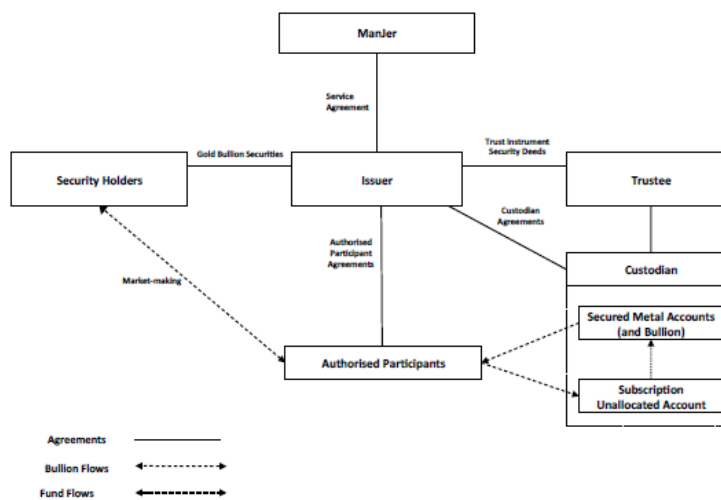 ManJer
Service
Agreement
Gold Bullion Securities
Trust Instrument
Security Deeds
Security Holders
Issuer
Trustee
Custodian
Agreements
Authorised
Participant
Agreements
Custodian
Market-making
Secured Metal Accounts
(and Bullion)
Authorised Participants
Subscription
Unallocated Account
Agreements
Bullion Flows
Fund Flows